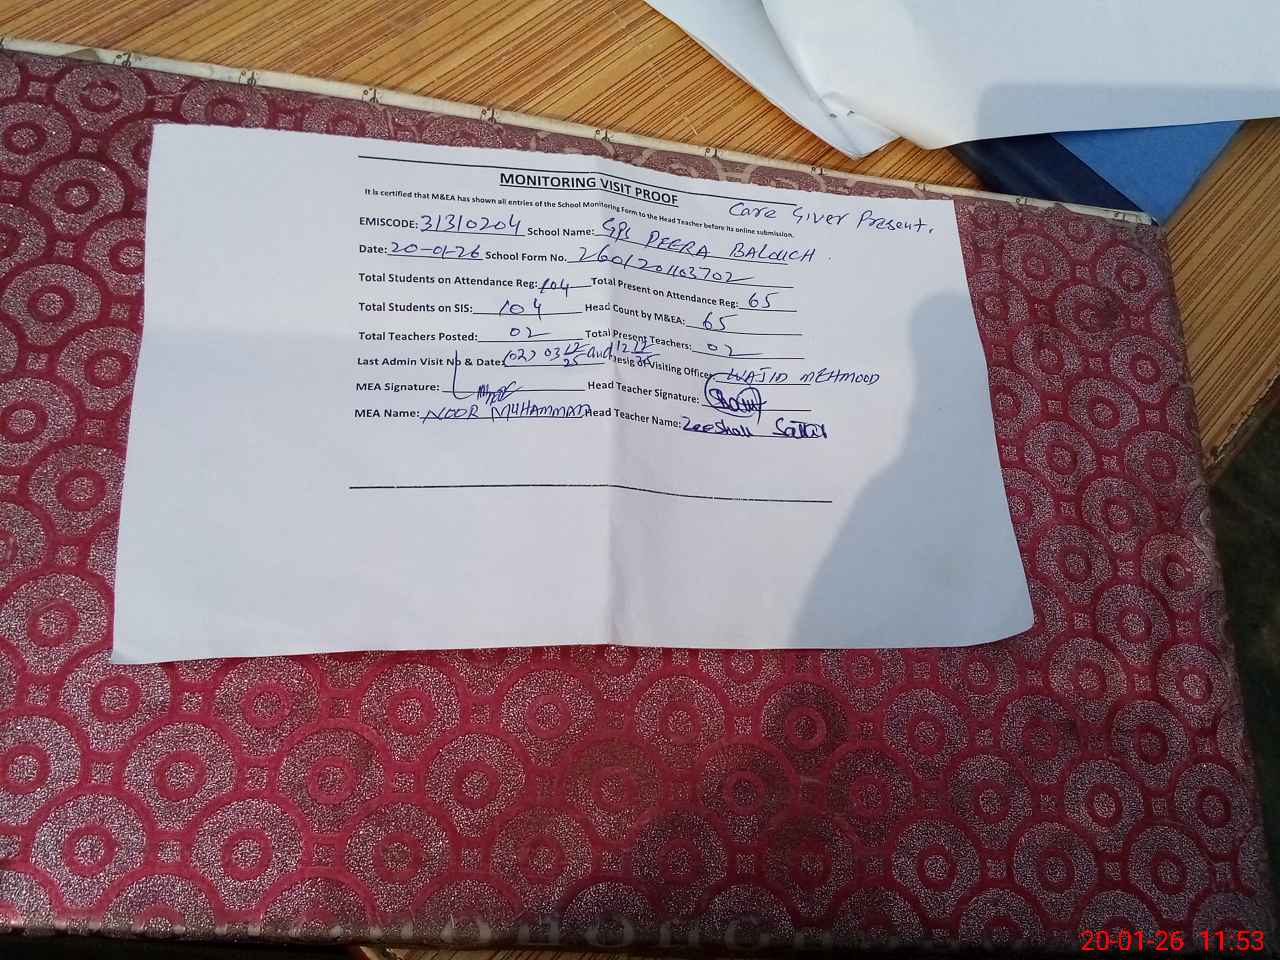 MONITORING VISIT PROOF
It is certified that M&EA has shown all entries of the School Monitoring Form to the Head Teacher before its online submission.
Care Giver Present.
EMISCODE: 31310204 School Name: GPS PEERA BALOUCH.
Date: 20-01-26 School Form No. 2601201103702
Total Students on Attendance Reg: 104 Total Present on Attendance Reg: 65
Total Students on SIS: 104 Head Count by M&EA: 65
Total Teachers Posted: 02 Total Present Teachers: 02
Last Admin Visit No & Date: (02) 03 12 25 and 12 12 Desig of Visiting Officer WAJID MEHMOOD
MEA Signature: Head Teacher Signature:
MEA Name: NOOR MUHAMMAD Head Teacher Name: Zeeshan Sattar
20-01-26 11.53